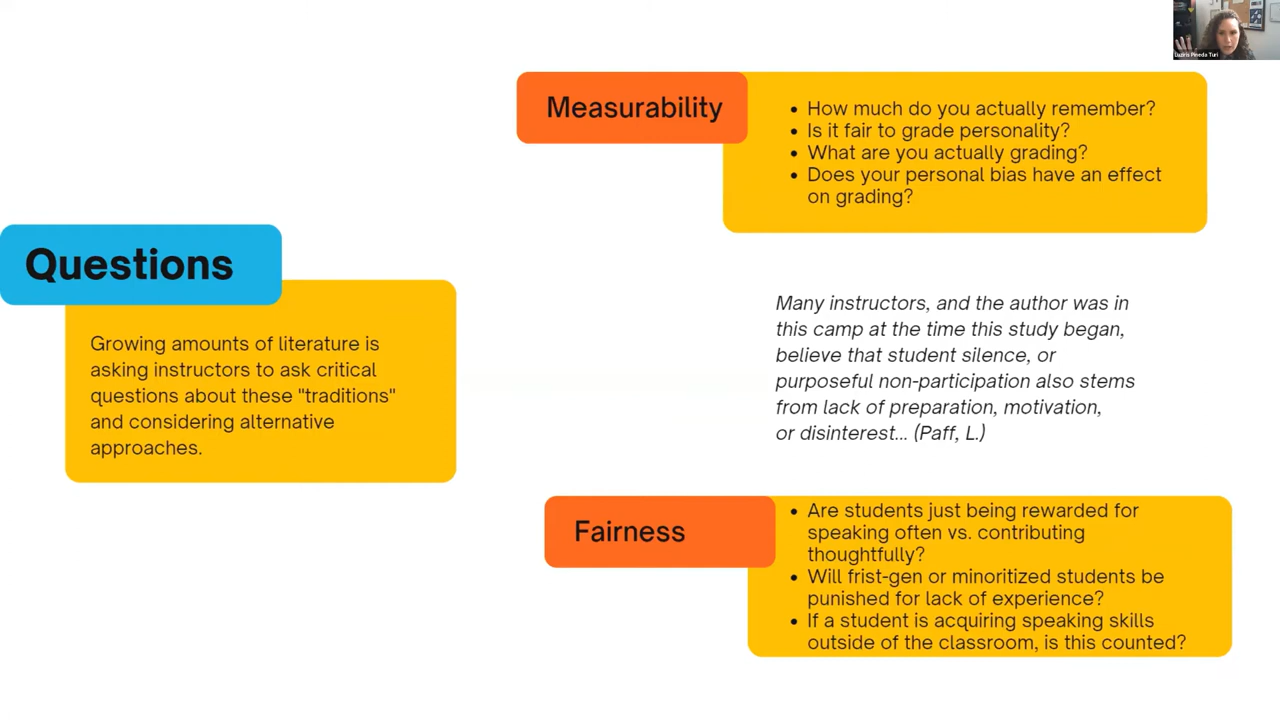 Questions
Growing amounts of literature is
asking instructors to ask critical
questions about these "traditions"
and considering alternative
approaches.
Measurability
• How much do you actually remember?
• Is it fair to grade personality?
• What are you actually grading?
• Does your personal bias have an effect
on grading?
Many instructors, and the author was in
this camp at the time this study began,
believe that student silence, or
purposeful non-participation also stems
from lack of preparation, motivation,
or disinterest... (Paff, L.)
Fairness
• Are students just being rewarded for
speaking often vs. contributing
thoughtfully?
• Will frist-gen or minoritized students be
punished for lack of experience?
• If a student is acquiring speaking skills
outside of the classroom, is this counted?
Pineda Turi